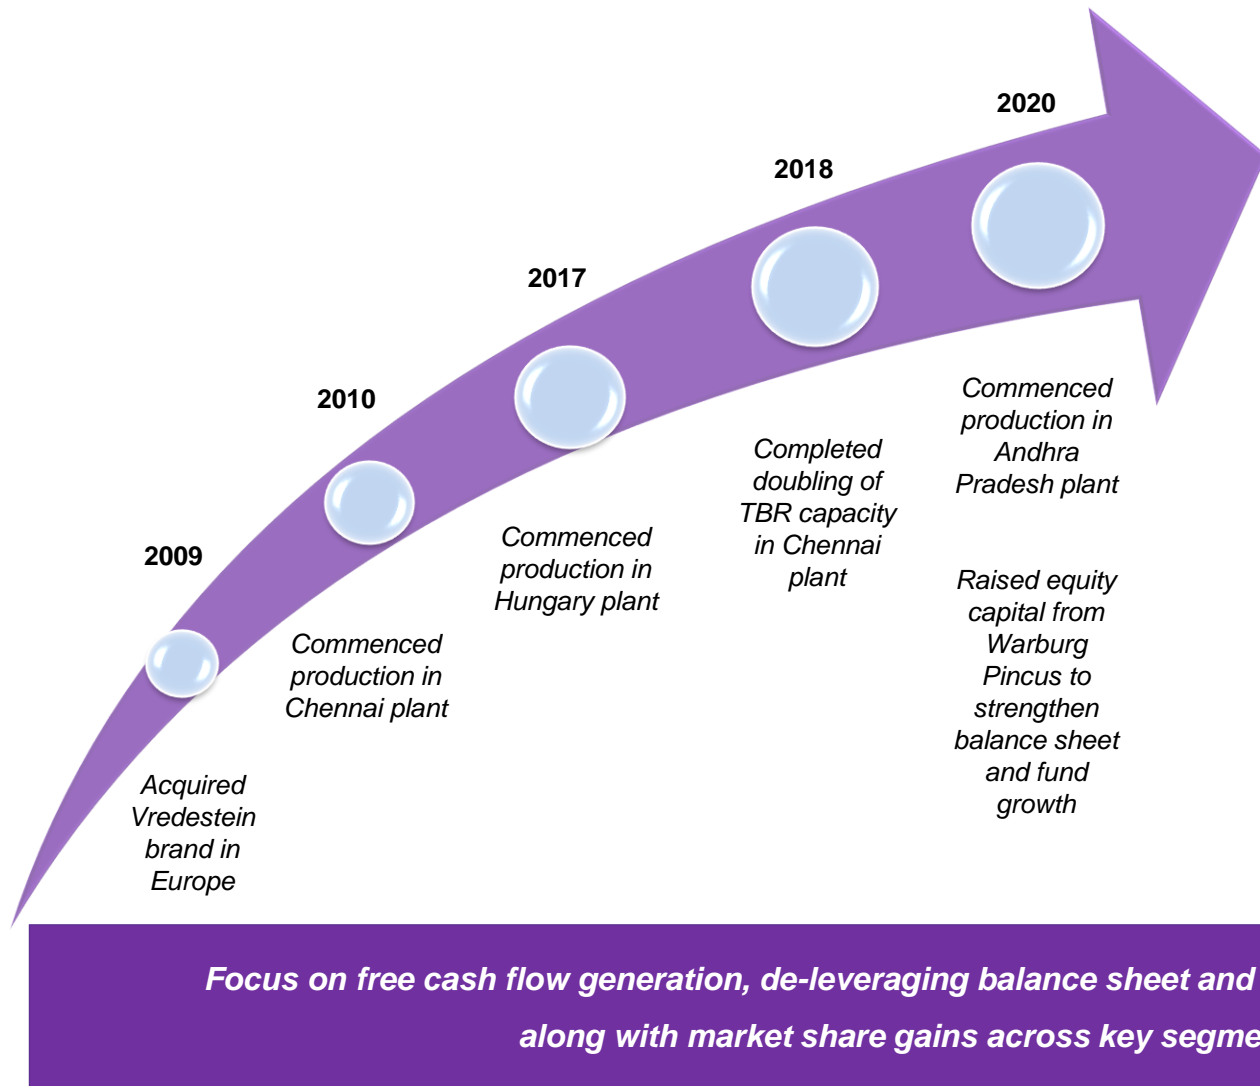 2009
Acquired
Vredestein
brand in
Europe
2010
Commenced
production in
Chennai plant
2017
Commenced
production in
Hungary plant
2018
Completed
doubling of
TBR capacity
in Chennai
plant
2020
Commenced
production in
Andhra
Pradesh plant
Raised equity
capital from
Warburg
Pincus to
strengthen
balance sheet
and fund
growth
Focus on free cash flow generation, de-leveraging balance sheet and
along with market share gains across key segme